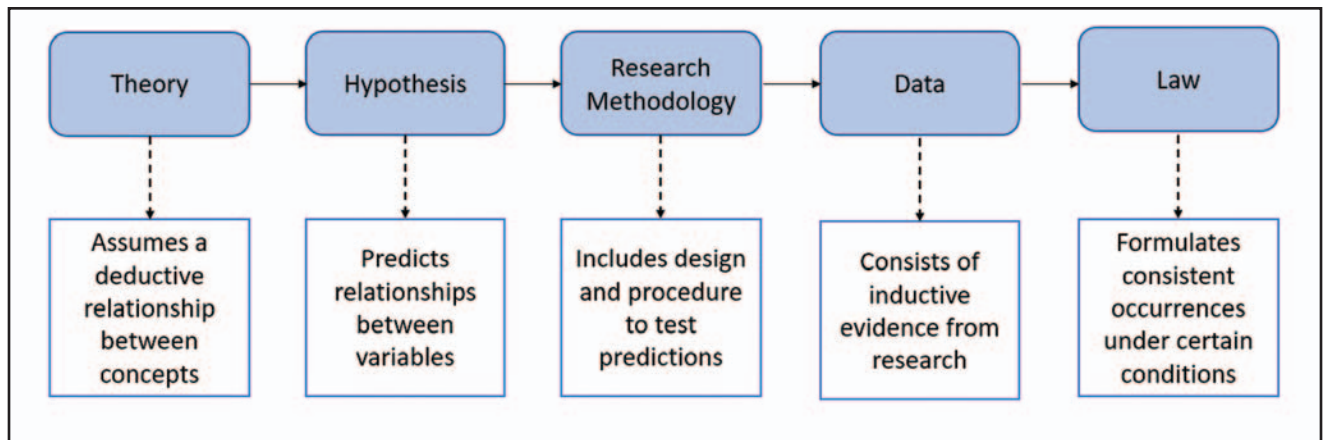 Theory
Hypothesis
Research
Methodology
Data
Law
Assumes a
deductive
relationship
between
concepts
Predicts
relationships
between
variables
Includes design
and procedure
to test
predictions
Consists of
inductive
evidence from
research
Formulates
consistent
occurrences
under certain
conditions